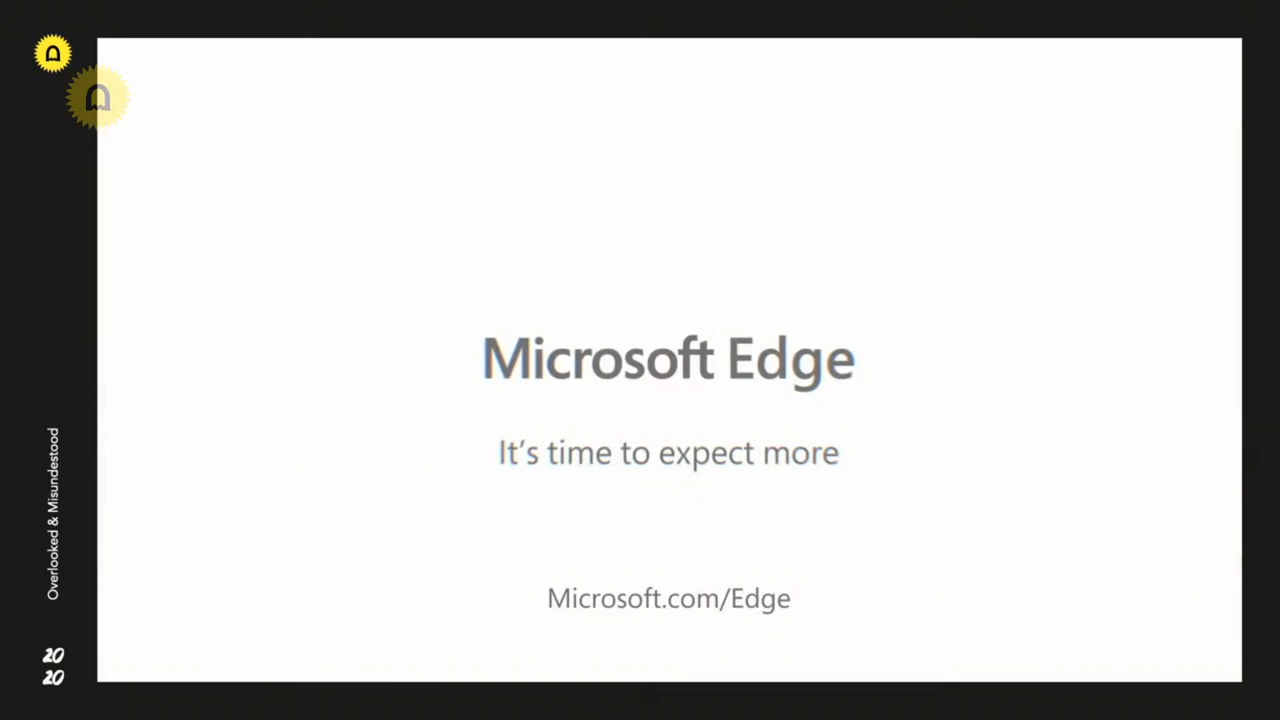 Microsoft Edge
It's time to expect more
Microsoft.com/Edge
Overlooked & Misundestood
20
20